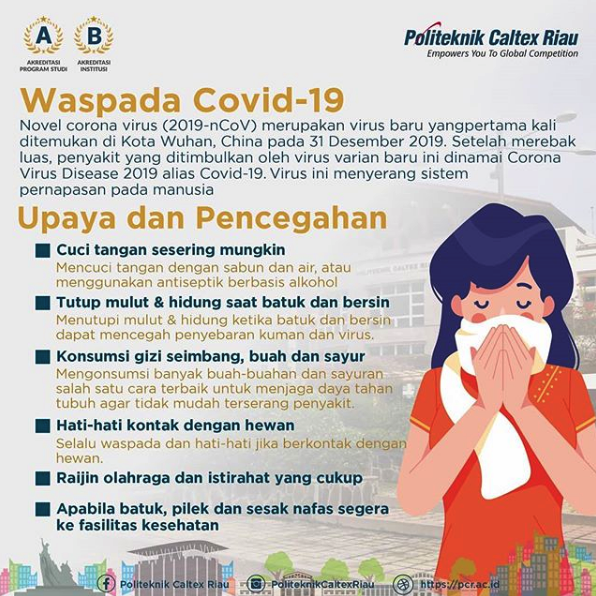 A
B
AKREDITASI
PROGRAM STUDI
AKREDITASI
INSTITUSI
Politeknik Caltex Riau
Empowers You To Global Competition
Waspada Covid-19
Novel corona virus (2019-nCoV) merupakan virus baru yangpertama kali
ditemukan di Kota Wuhan, China pada 31 Desember 2019. Setelah merebak
luas, penyakit yang ditimbulkan oleh virus varian baru ini dinamai Corona
Virus Disease 2019 alias Covid-19. Virus ini menyerang sistem
pernapasan pada manusia
Upaya dan Pencegahan
Cuci tangan sesering mungkin
Mencuci tangan dengan sabun dan air, atau
menggunakan antiseptik berbasis alkohol
Tutup mulut & hidung saat batuk dan bersin
Menutupi mulut & hidung ketika batuk dan bersin
dapat mencegah penyebaran kuman dan virus.
Konsumsi gizi seimbang, buah dan sayur
Mengonsumsi banyak buah-buahan dan sayuran
salah satu cara terbaik untuk menjaga daya tahan
tubuh agar tidak mudah terserang penyakit.
Hati-hati kontak dengan hewan
Selalu waspada dan hati-hati jika berkontak dengan
hewan.
Raijin olahraga dan istirahat yang cukup
Apabila batuk, pilek dan sesak nafas segera
ke fasilitas kesehatan
Politeknik Caltex Riau
PoliteknikCaltexRiau
https://pcr.ac.id